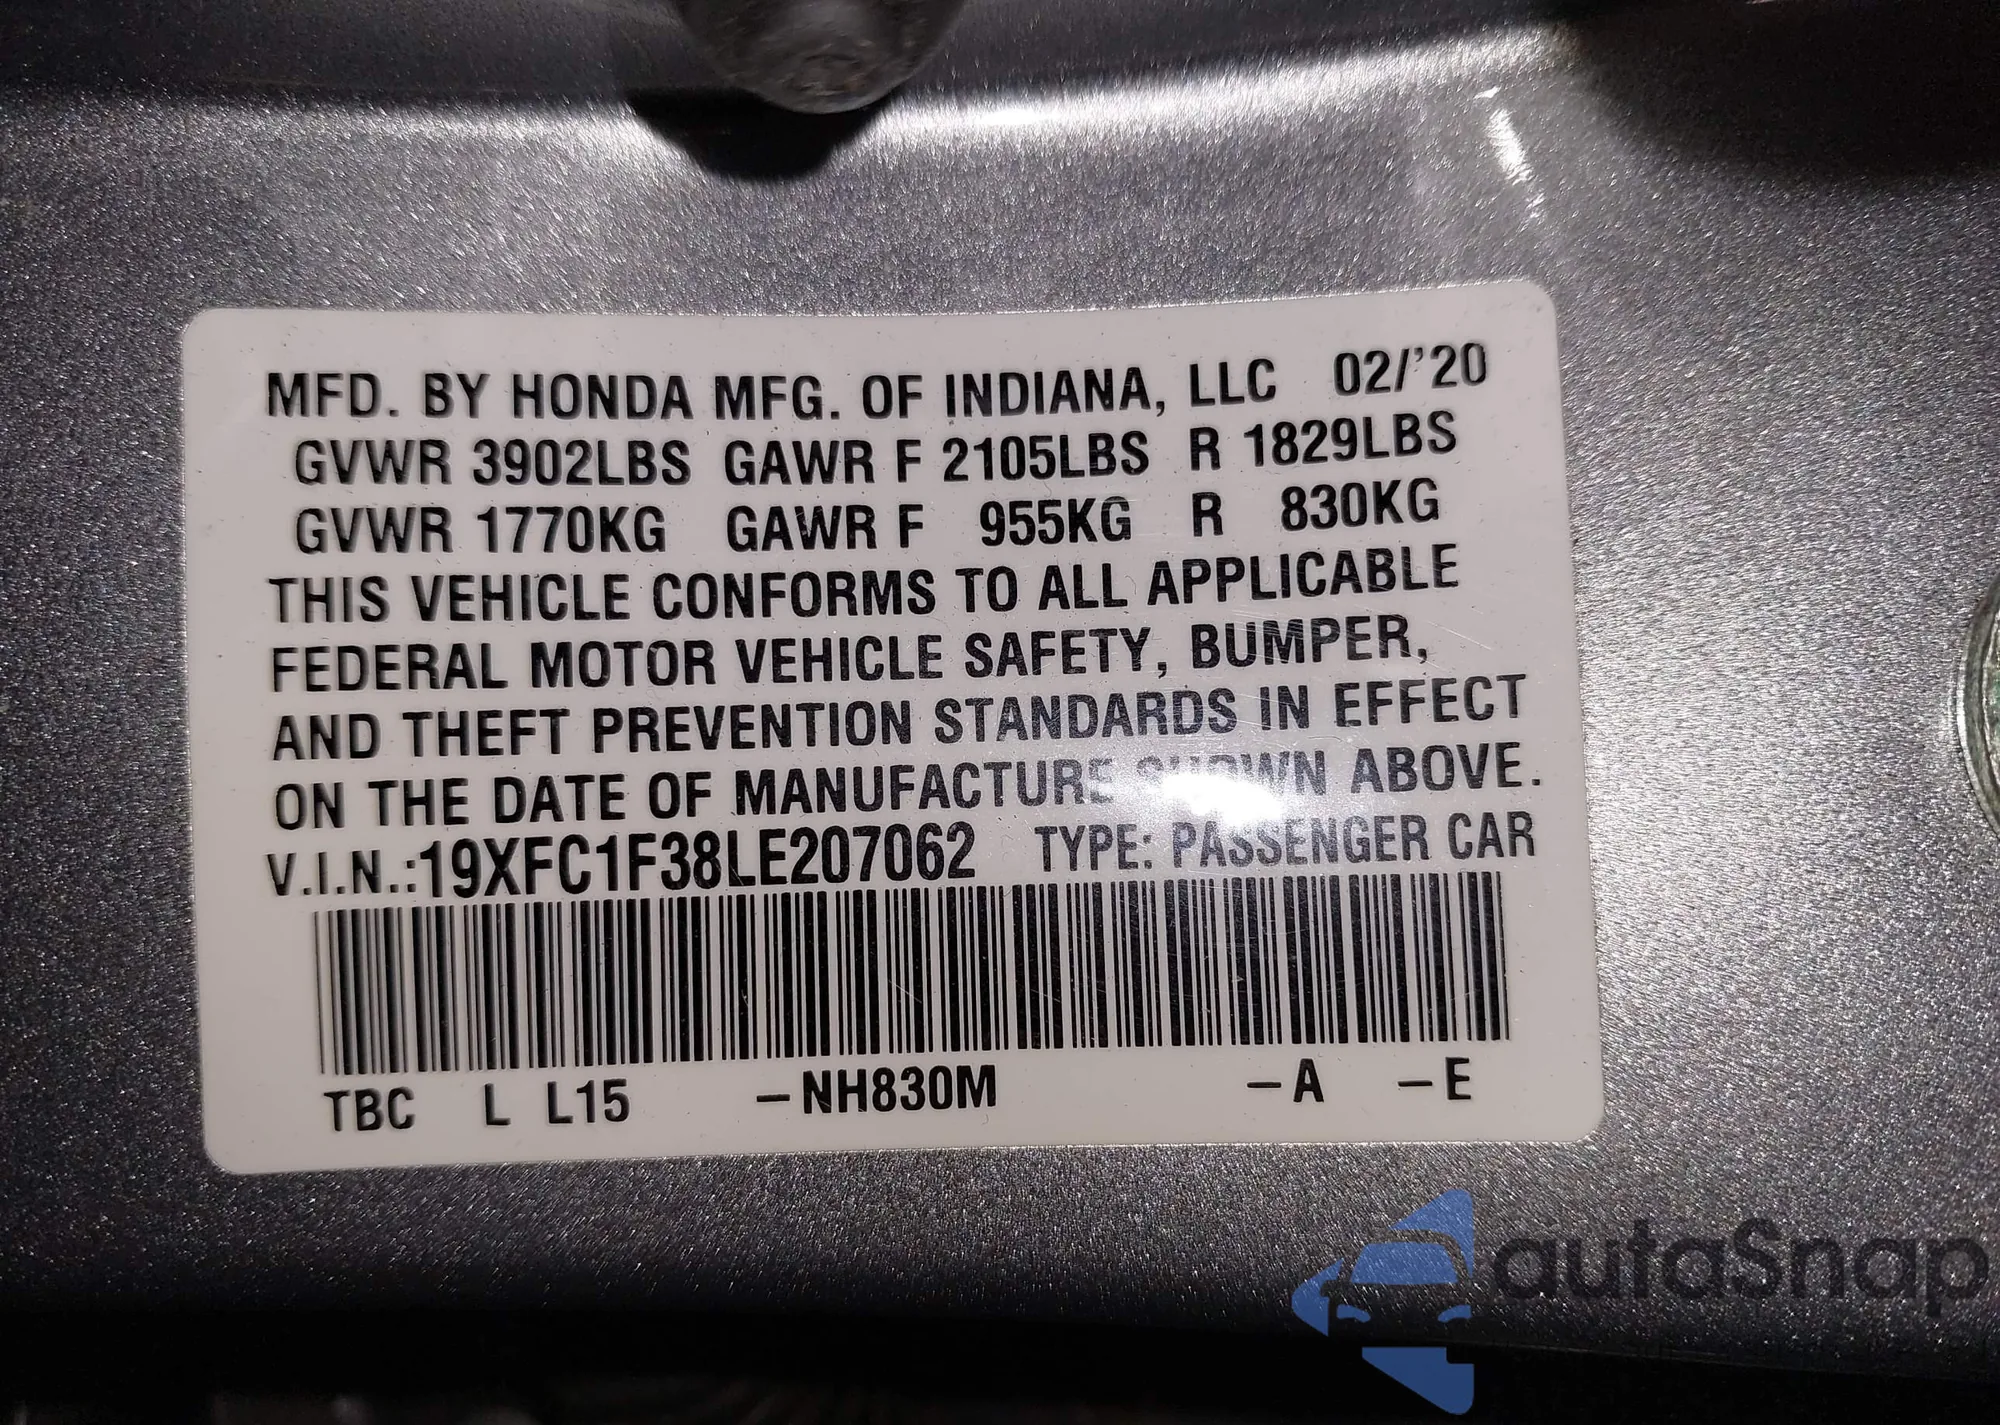 MFD. BY HONDA MFG. OF INDIANA, LLC 02/'20
GVWR 3902LBS GAWR F 2105LBS R 1829LBS
GVWR 1770KG GAWR F 955KG R 830KG
THIS VEHICLE CONFORMS TO ALL APPLICABLE
FEDERAL MOTOR VEHICLE SAFETY, BUMPER,
AND THEFT PREVENTION STANDARDS IN EFFECT
ON THE DATE OF MANUFACTURE SHOWN ABOVE.
V.I.N.:19XFC1F38LE207062 TYPE: PASSENGER CAR
TBC L L15 –NH830M –A –E
autaSnap